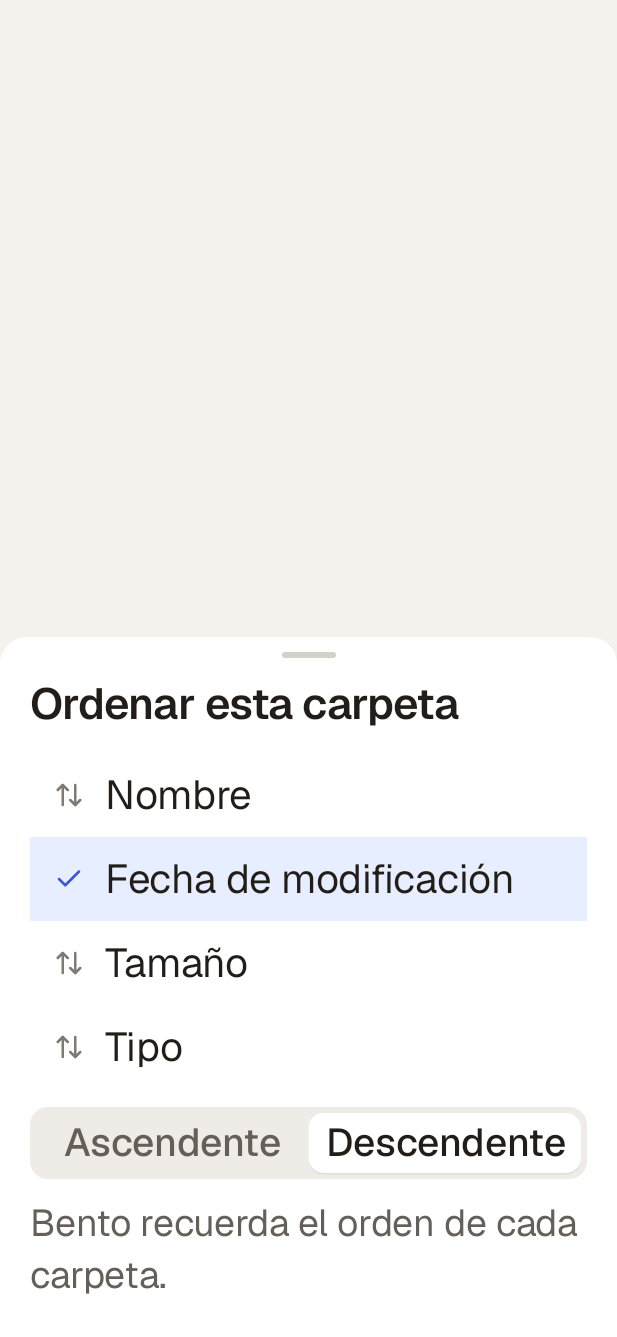 Ordenar esta carpeta
Nombre
Fecha de modificación
Tamaño
Tipo
Ascendente Descendente
Bento recuerda el orden de cada
carpeta.